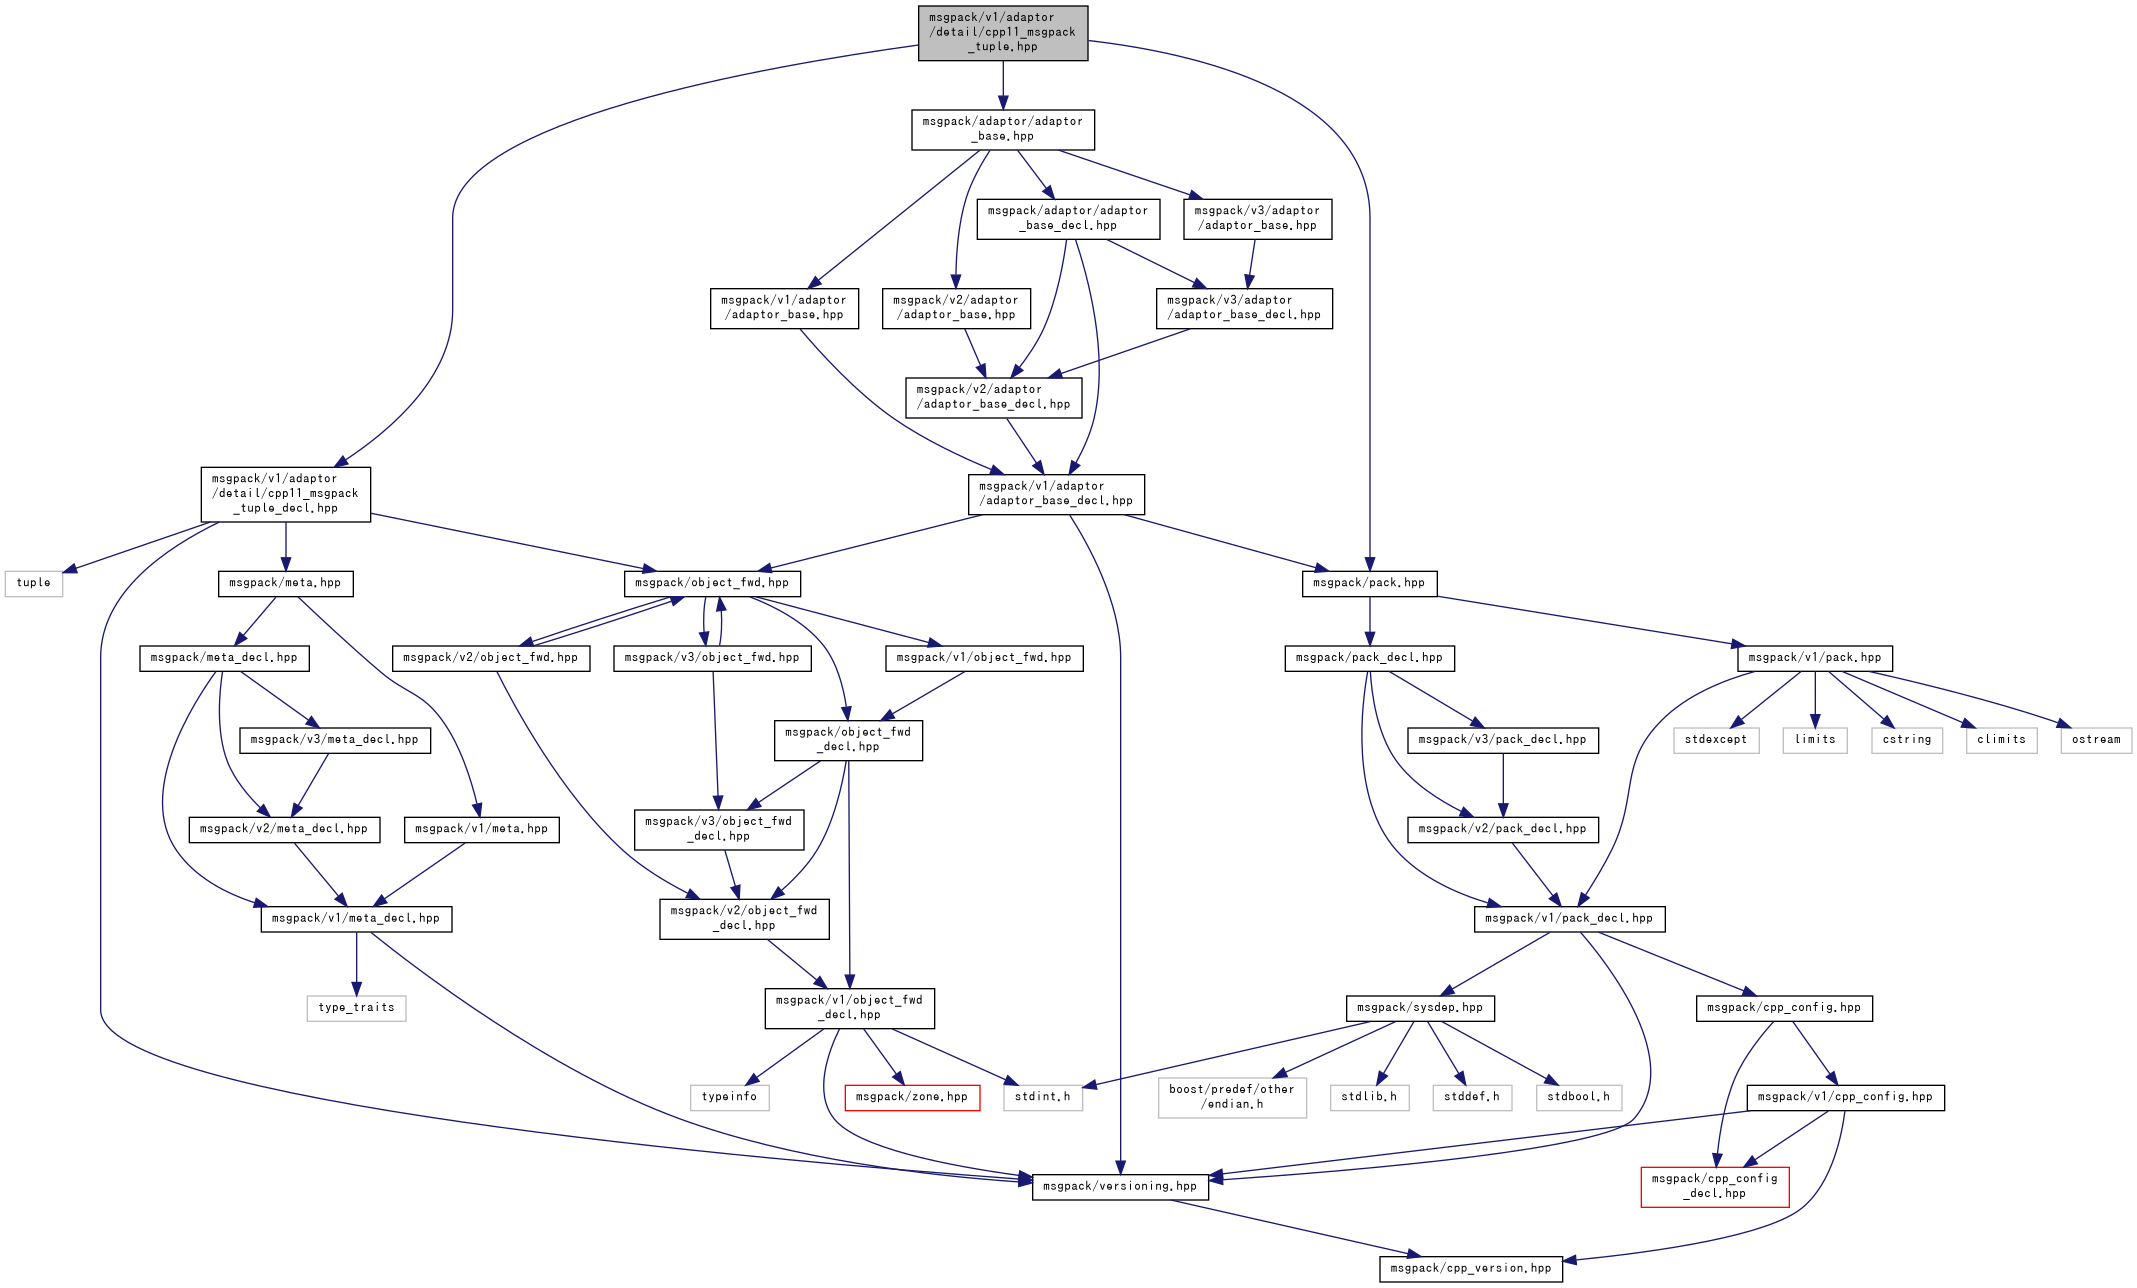 msgpack/v1/adaptor
/detail/cpp11_msgpack
_tuple.hpp
msgpack/adaptor/adaptor
_base.hpp
msgpack/adaptor/adaptor
_base_decl.hpp
msgpack/v3/adaptor
/adaptor_base.hpp
msgpack/v1/adaptor
/adaptor_base.hpp
msgpack/v2/adaptor
/adaptor_base.hpp
msgpack/v3/adaptor
/adaptor_base_decl.hpp
msgpack/v2/adaptor
/adaptor_base_decl.hpp
msgpack/v1/adaptor
/detail/cpp11_msgpack
_tuple_decl.hpp
msgpack/v1/adaptor
/adaptor_base_decl.hpp
tuple
msgpack/meta.hpp
msgpack/object_fwd.hpp
msgpack/pack.hpp
msgpack/meta_decl.hpp
msgpack/v2/object_fwd.hpp
msgpack/v3/object_fwd.hpp
msgpack/v1/object_fwd.hpp
msgpack/pack_decl.hpp
msgpack/v1/pack.hpp
msgpack/v3/meta_decl.hpp
msgpack/object_fwd
_decl.hpp
msgpack/v3/pack_decl.hpp
stdexcept
limits
cstring
climits
ostream
msgpack/v2/meta_decl.hpp
msgpack/v1/meta.hpp
msgpack/v3/object_fwd
_decl.hpp
msgpack/v2/pack_decl.hpp
msgpack/v1/meta_decl.hpp
msgpack/v2/object_fwd
_decl.hpp
msgpack/v1/pack_decl.hpp
type_traits
msgpack/v1/object_fwd
_decl.hpp
msgpack/sysdep.hpp
msgpack/cpp_config.hpp
typeinfo
msgpack/zone.hpp
stdint.h
boost/predef/other
/endian.h
stdlib.h
stddef.h
stdbool.h
msgpack/v1/cpp_config.hpp
msgpack/versioning.hpp
msgpack/cpp_config
_decl.hpp
msgpack/cpp_version.hpp